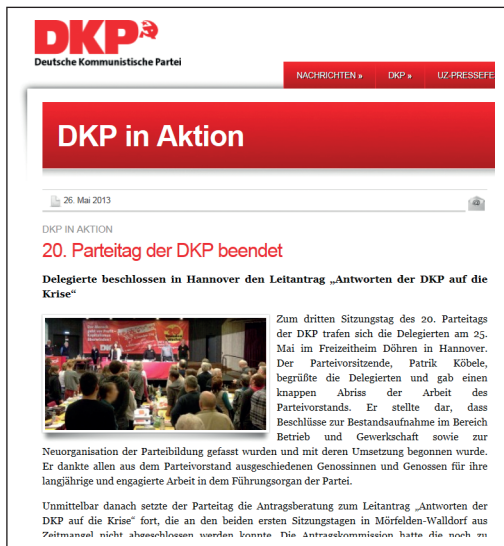 DKP
Deutsche Kommunistische Partei
NACHRICHTEN »
DKP »
UZ-PRESSEFE
DKP in Aktion
26. Mai 2013
DKP IN AKTION
20. Parteitag der DKP beendet
Delegierte beschlossen in Hannover den Leitantrag „Antworten der DKP auf die
Krise“
Zum dritten Sitzungstag des 20. Parteitags
der DKP trafen sich die Delegierten am 25.
Mai im Freizeitheim Döhren in Hannover.
Der Parteivorsitzende, Patrik Köbele,
begrüßte die Delegierten und gab einen
knappen Abriss der Arbeit des
Parteivorstands. Er stellte dar, dass
Beschlüsse zur Bestandsaufnahme im Bereich
Betrieb und Gewerkschaft sowie zur
Neuorganisation der Parteibildung gefasst wurden und mit deren Umsetzung begonnen wurde.
Er dankte allen aus dem Parteivorstand ausgeschiedenen Genossinnen und Genossen für ihre
langjährige und engagierte Arbeit in dem Führungsorgan der Partei.
Unmittelbar danach setzte der Parteitag die Antragsberatung zum Leitantrag „Antworten der
DKP auf die Krise“ fort, die an den beiden ersten Sitzungstagen in Mörfelden-Walldorf aus
Zeitmangel nicht abgeschlossen werden konnte. Die Antragskommission hatte die noch zu